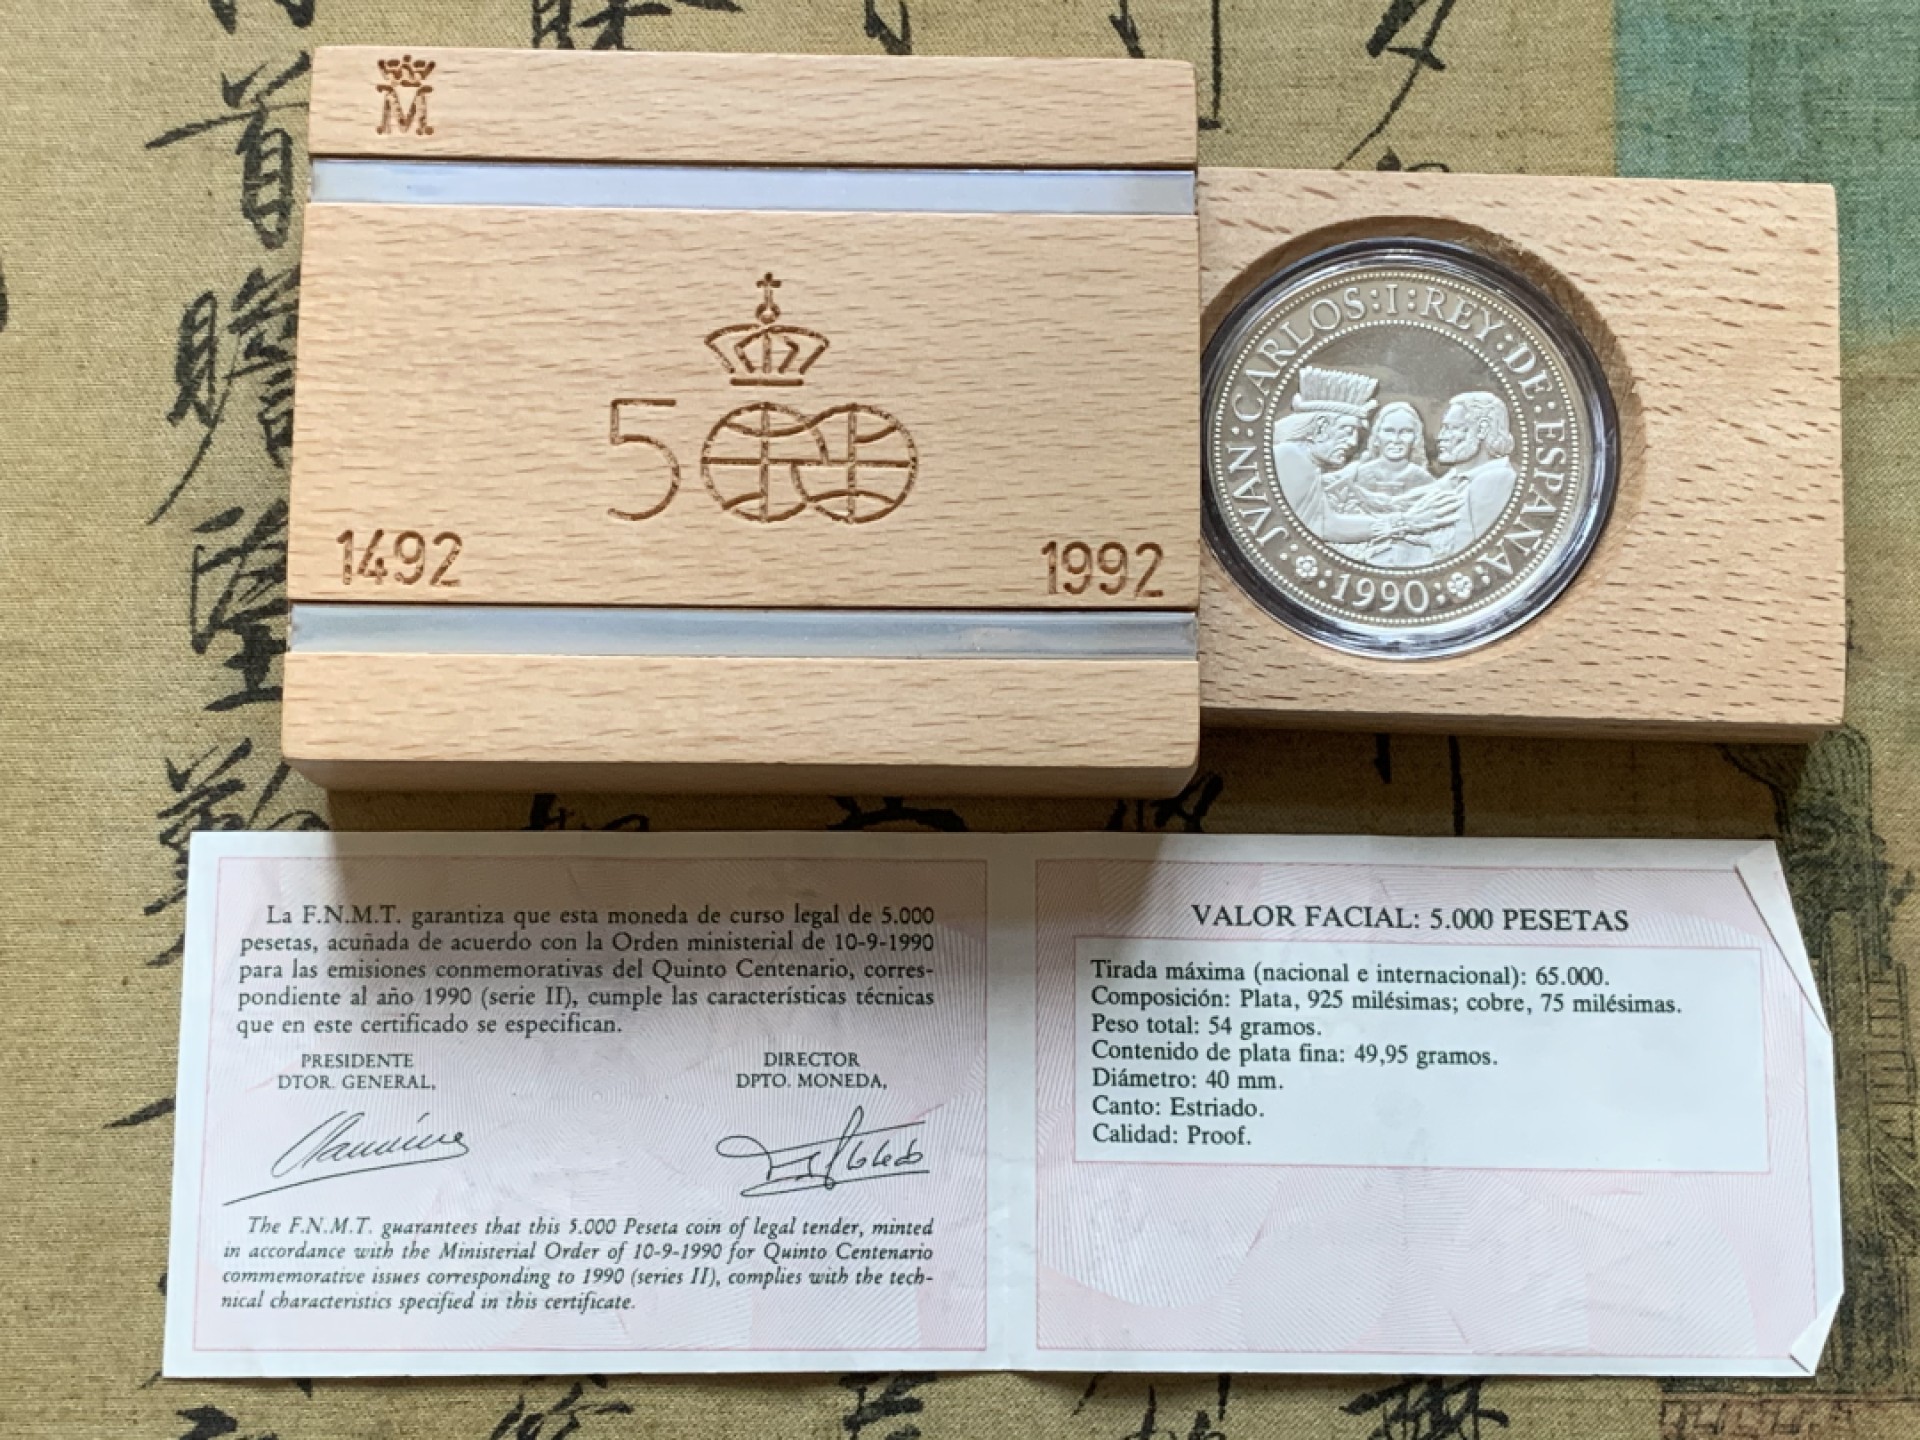 M
500
1492
1992
JVAN:CARLOS:I:REY:DE:ESPAÑA:
:1990:
La F.N.M.T. garantiza que esta moneda de curso legal de 5.000
pesetas, acuñada de acuerdo con la Orden ministerial de 10-9-1990
para las emisiones conmemorativas del Quinto Centenario, corres-
pondiente al año 1990 (serie II), cumple las características técnicas
que en este certificado se especifican.
PRESIDENTE
DTOR. GENERAL,
DIRECTOR
DPTO. MONEDA,
The F.N.M.T. guarantees that this 5.000 Peseta coin of legal tender, minted
in accordance with the Ministerial Order of 10-9-1990 for Quinto Centenario
commemorative issues corresponding to 1990 (series II), complies with the tech-
nical characteristics specified in this certificate.
VALOR FACIAL: 5.000 PESETAS
Tirada máxima (nacional e internacional): 65.000.
Composición: Plata, 925 milésimas; cobre, 75 milésimas.
Peso total: 54 gramos.
Contenido de plata fina: 49,95 gramos.
Diámetro: 40 mm.
Canto: Estriado.
Calidad: Proof.
首
瞻